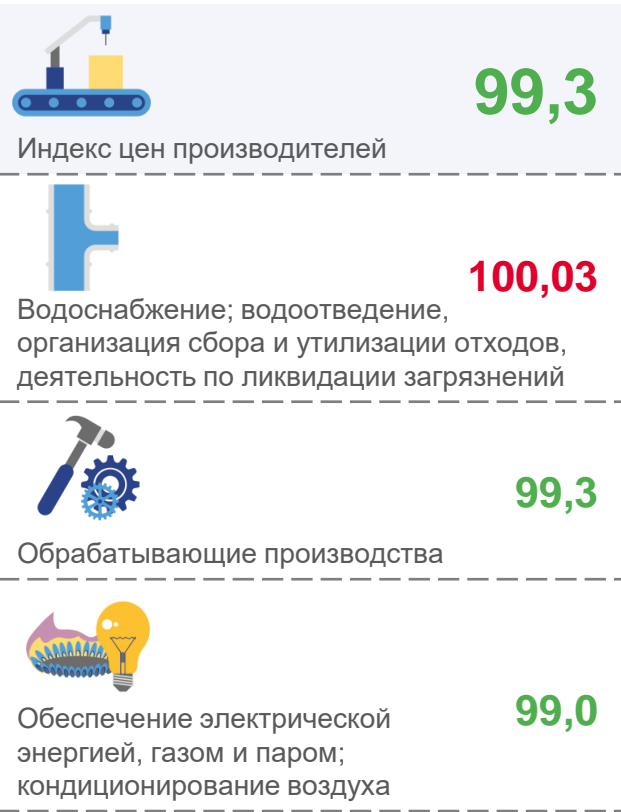 99,3
Индекс цен производителей
100,03
Водоснабжение; водоотведение,
организация сбора и утилизации отходов,
деятельность по ликвидации загрязнений
99,3
Обрабатывающие производства
99,0
Обеспечение электрической
энергией, газом и паром;
кондиционирование воздуха